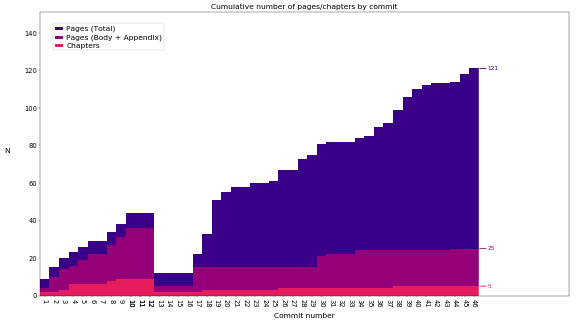 Cumulative number of pages/chapters by commit
Pages (Total)
Pages (Body + Appendix)
Chapters
140
120
100
80
60
40
20
0
N
121
25
5
1 2 3 4 5 6 7 8 9 10 11 12 13 14 15 16 17 18 19 20 21 22 23 24 25 26 27 28 29 30 31 32 33 34 35 36 37 38 39 40 41 42 43 44 45 46
Commit number